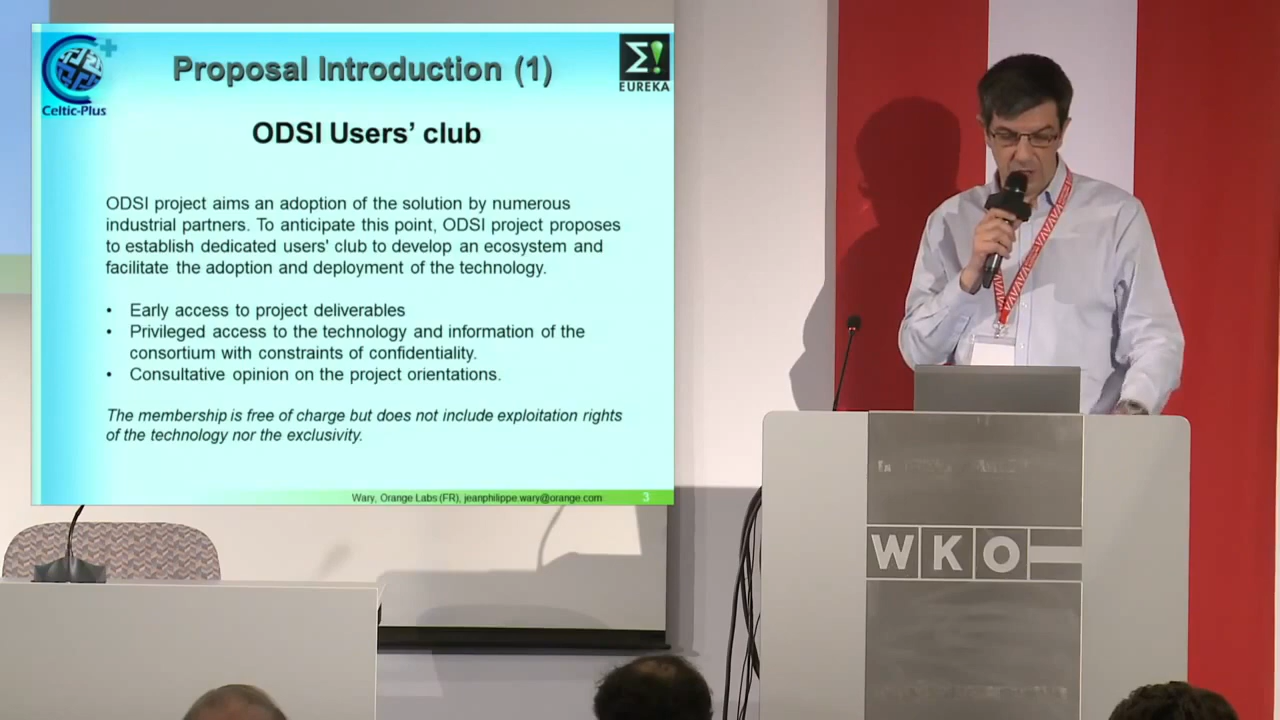 Proposal Introduction (1)
Celtic-Plus
Σ!
EUREKA
ODSI Users' club
ODSI project aims an adoption of the solution by numerous
industrial partners. To anticipate this point, ODSI project proposes
to establish dedicated users' club to develop an ecosystem and
facilitate the adoption and deployment of the technology.
• Early access to project deliverables
• Privileged access to the technology and information of the
consortium with constraints of confidentiality.
• Consultative opinion on the project orientations.
The membership is free of charge but does not include exploitation rights
of the technology nor the exclusivity.
Wary, Orange Labs (FR), jeanphilippe.wary@orange.com 3
WKO